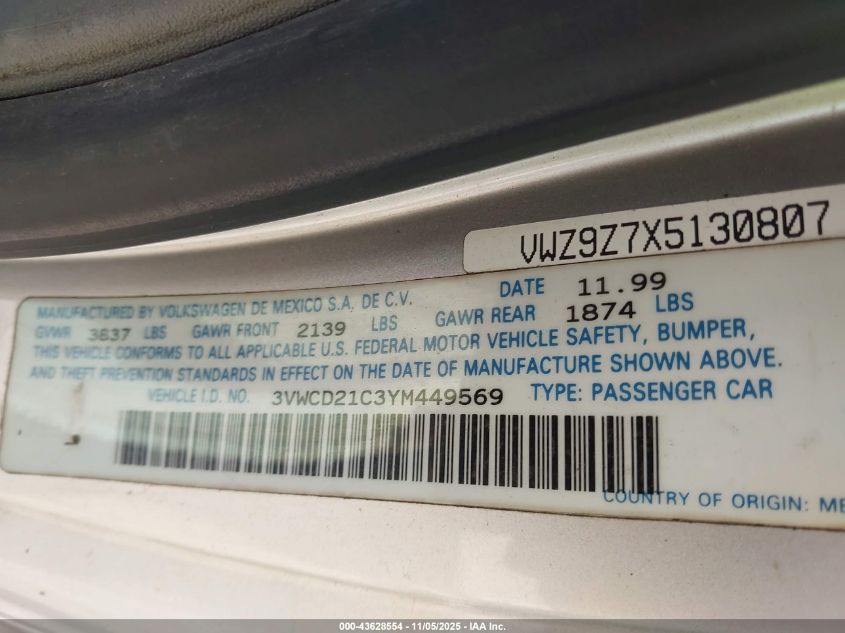 VWZ9Z7X5130807
MANUFACTURED BY VOLKSWAGEN DE MEXICO S.A. DE C.V. DATE 11.99
GVWR 3637 LBS GAWR FRONT 2139 LBS GAWR REAR 1874 LBS
THIS VEHICLE CONFORMS TO ALL APPLICABLE U.S. FEDERAL MOTOR VEHICLE SAFETY, BUMPER,
AND THEFT PREVENTION STANDARDS IN EFFECT ON THE DATE OF MANUFACTURE SHOWN ABOVE.
VEHICLE I.D. NO. 3VWCD21C3YM449569 TYPE: PASSENGER CAR
COUNTRY OF ORIGIN: ME
000-43628554 - 11/05/2025 - IAA Inc.